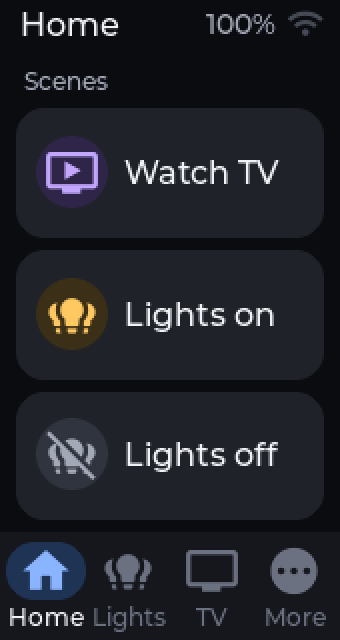 Home 100%
Scenes
Watch TV
Lights on
Lights off
Home Lights TV More